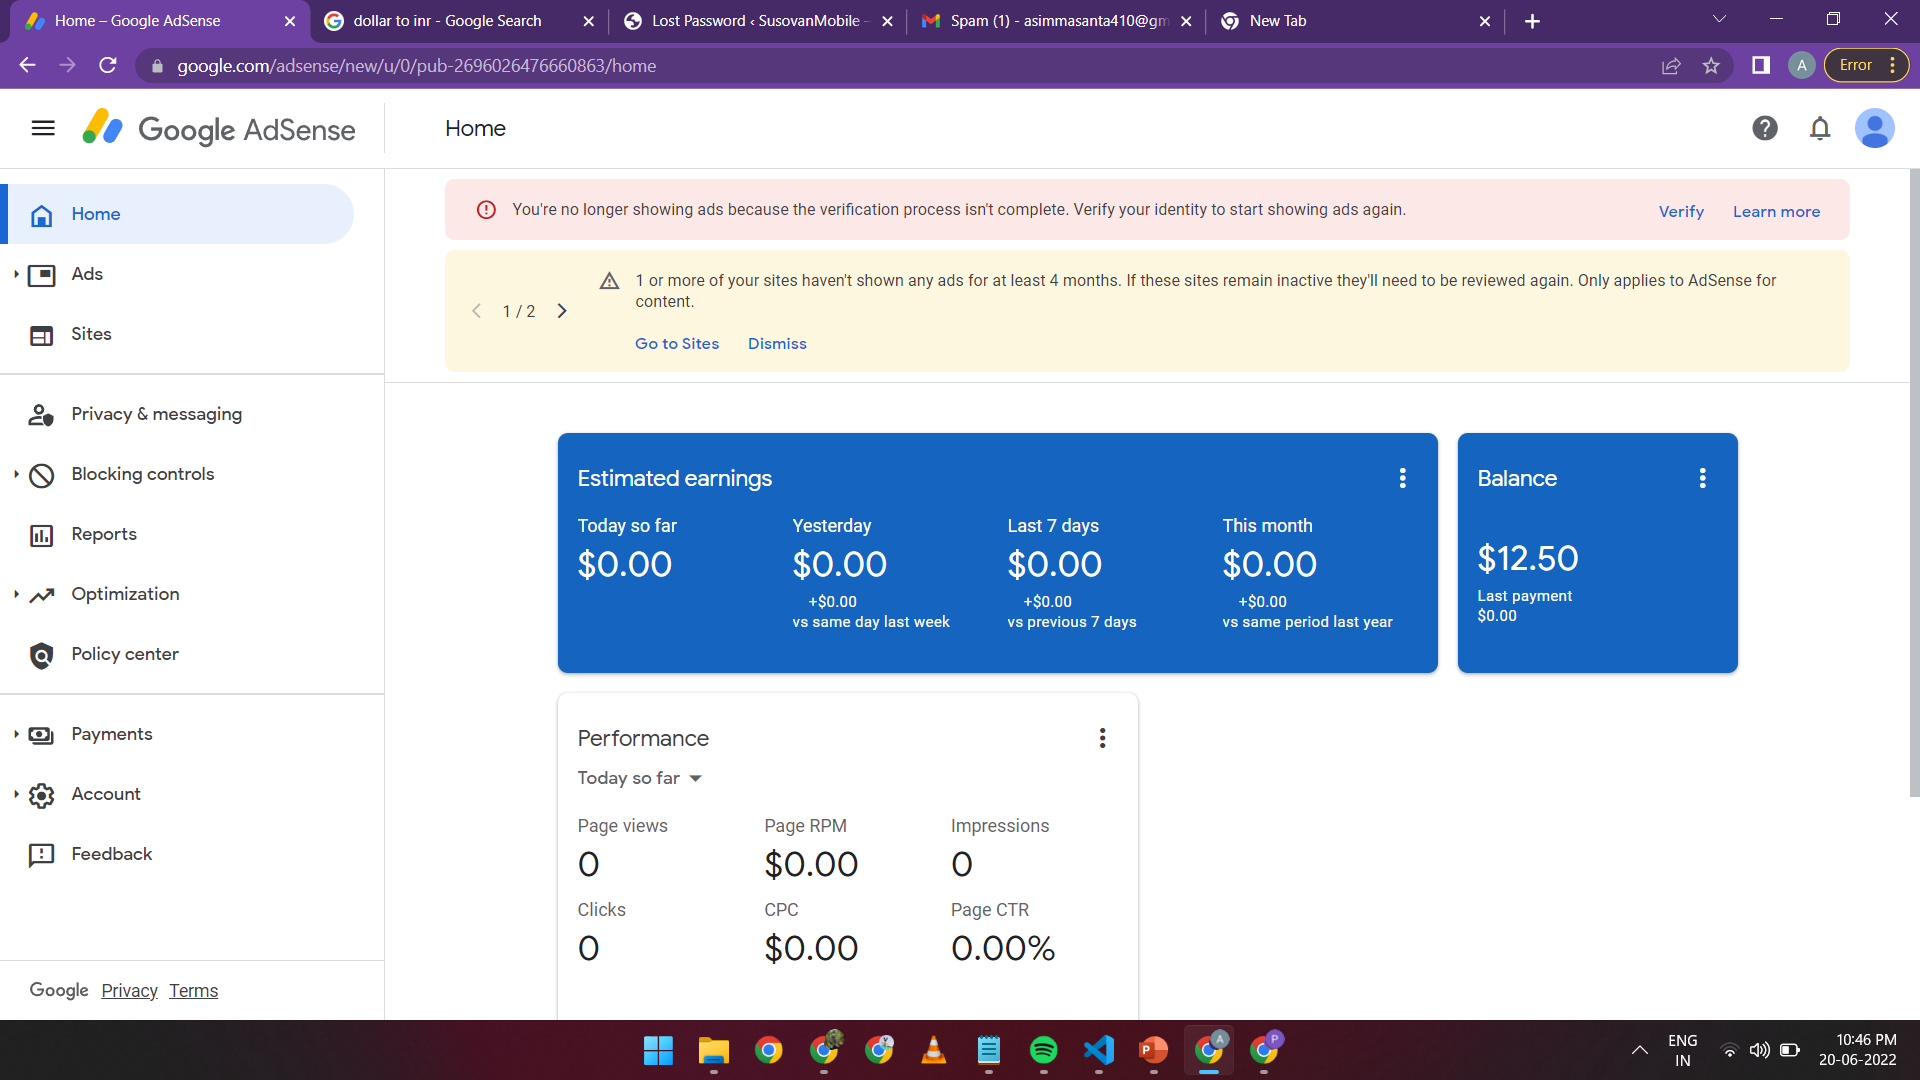 Home – Google AdSense
dollar to inr - Google Search
Lost Password ‹ SusovanMobile –
Spam (1) - asimmasanta410@gm
New Tab
google.com/adsense/new/u/0/pub-2696026476660863/home
A
Error
Google AdSense
Home
Home
Ads
Sites
Privacy & messaging
Blocking controls
Reports
Optimization
Policy center
Payments
Account
Feedback
Google Privacy Terms
You're no longer showing ads because the verification process isn't complete. Verify your identity to start showing ads again.
Verify Learn more
1 / 2
1 or more of your sites haven't shown any ads for at least 4 months. If these sites remain inactive they'll need to be reviewed again. Only applies to AdSense for
content.
Go to Sites Dismiss
Estimated earnings
Today so far
$0.00
Yesterday
$0.00
+$0.00
vs same day last week
Last 7 days
$0.00
+$0.00
vs previous 7 days
This month
$0.00
+$0.00
vs same period last year
Balance
$12.50
Last payment
$0.00
Performance
Today so far
Page views
0
Page RPM
$0.00
Impressions
0
Clicks
0
CPC
$0.00
Page CTR
0.00%
Y
P
A
P
ENG
IN
10:46 PM
20-06-2022